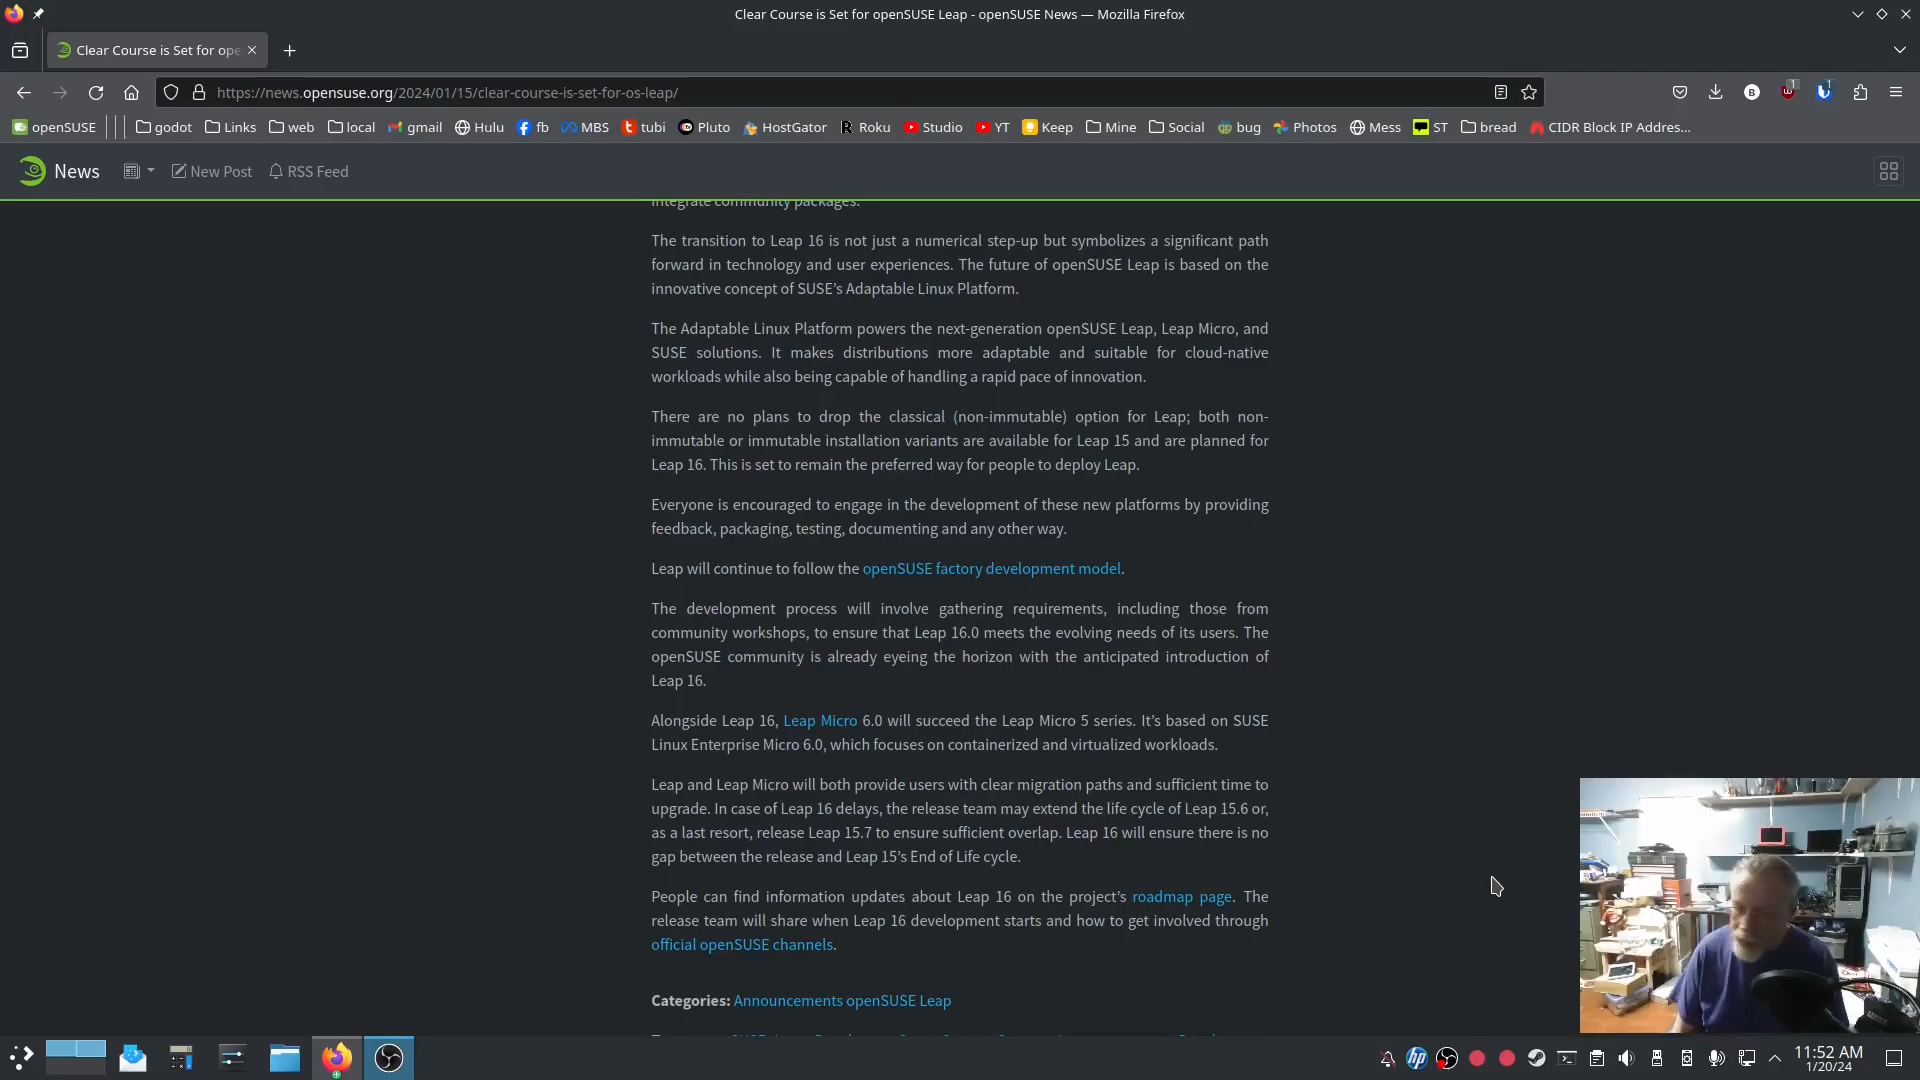 Clear Course is Set for openSUSE Leap - openSUSE News — Mozilla Firefox
Clear Course is Set for ope
https://news.opensuse.org/2024/01/15/clear-course-is-set-for-os-leap/
openSUSE godot Links web local gmail Hulu fb MBS tubi Pluto HostGator Roku Studio YT Keep Mine Social bug Photos Mess ST bread CIDR Block IP Addres...
News New Post RSS Feed
integrate community packages.
The transition to Leap 16 is not just a numerical step-up but symbolizes a significant path
forward in technology and user experiences. The future of openSUSE Leap is based on the
innovative concept of SUSE’s Adaptable Linux Platform.
The Adaptable Linux Platform powers the next-generation openSUSE Leap, Leap Micro, and
SUSE solutions. It makes distributions more adaptable and suitable for cloud-native
workloads while also being capable of handling a rapid pace of innovation.
There are no plans to drop the classical (non-immutable) option for Leap; both non-
immutable or immutable installation variants are available for Leap 15 and are planned for
Leap 16. This is set to remain the preferred way for people to deploy Leap.
Everyone is encouraged to engage in the development of these new platforms by providing
feedback, packaging, testing, documenting and any other way.
Leap will continue to follow the openSUSE factory development model.
The development process will involve gathering requirements, including those from
community workshops, to ensure that Leap 16.0 meets the evolving needs of its users. The
openSUSE community is already eyeing the horizon with the anticipated introduction of
Leap 16.
Alongside Leap 16, Leap Micro 6.0 will succeed the Leap Micro 5 series. It’s based on SUSE
Linux Enterprise Micro 6.0, which focuses on containerized and virtualized workloads.
Leap and Leap Micro will both provide users with clear migration paths and sufficient time to
upgrade. In case of Leap 16 delays, the release team may extend the life cycle of Leap 15.6 or,
as a last resort, release Leap 15.7 to ensure sufficient overlap. Leap 16 will ensure there is no
gap between the release and Leap 15’s End of Life cycle.
People can find information updates about Leap 16 on the project’s roadmap page. The
release team will share when Leap 16 development starts and how to get involved through
official openSUSE channels.
Categories: Announcements openSUSE Leap
11:52 AM
1/20/24